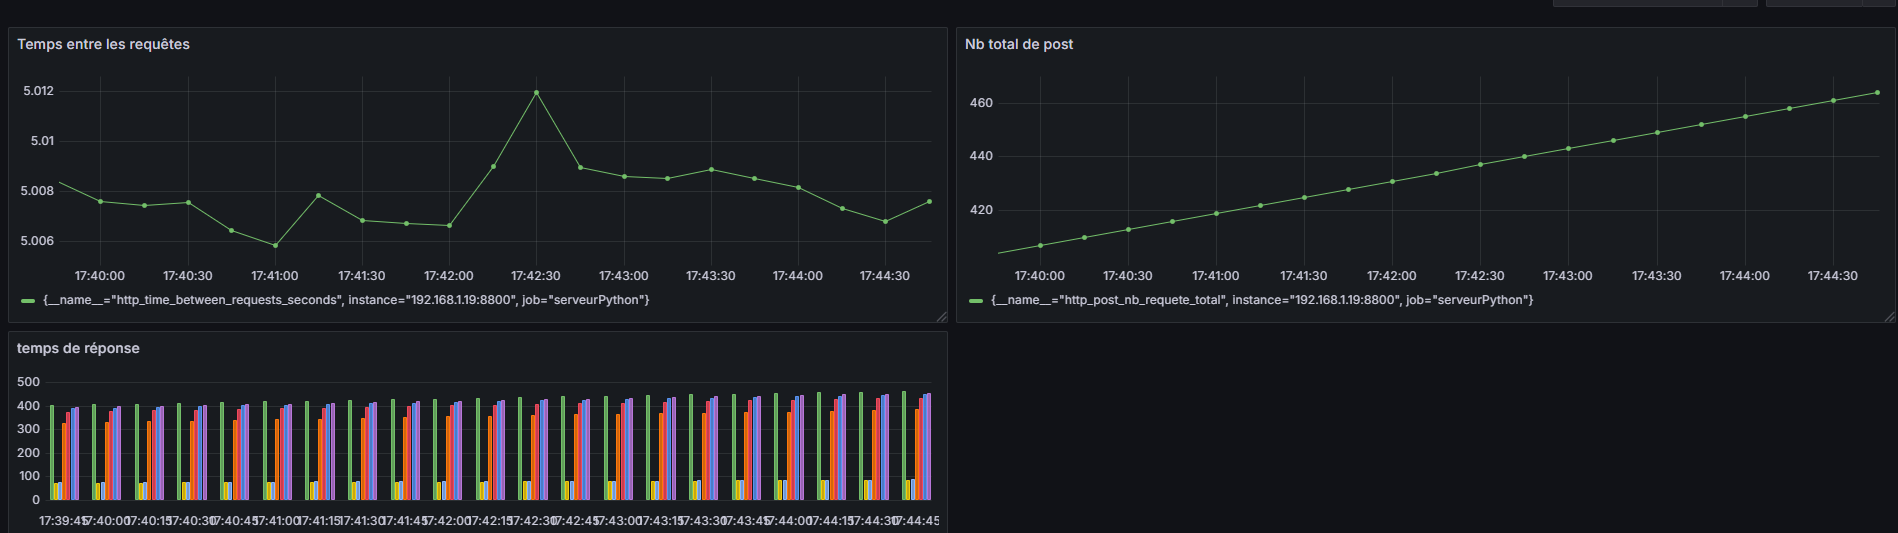 Temps entre les requêtes
5.012
5.01
5.008
5.006
17:40:00 17:40:30 17:41:00 17:41:30 17:42:00 17:42:30 17:43:00 17:43:30 17:44:00 17:44:30
{__name__="http_time_between_requests_seconds", instance="192.168.1.19:8800", job="serveurPython"}
Nb total de post
460
440
420
17:40:00 17:40:30 17:41:00 17:41:30 17:42:00 17:42:30 17:43:00 17:43:30 17:44:00 17:44:30
{__name__="http_post_nb_requete_total", instance="192.168.1.19:8800", job="serveurPython"}
temps de réponse
500
400
300
200
100
0
17:39:45 17:40:00 17:40:15 17:40:30 17:40:45 17:41:00 17:41:15 17:41:30 17:41:45 17:42:00 17:42:15 17:42:30 17:42:45 17:43:00 17:43:15 17:43:30 17:43:45 17:44:00 17:44:15 17:44:30 17:44:45